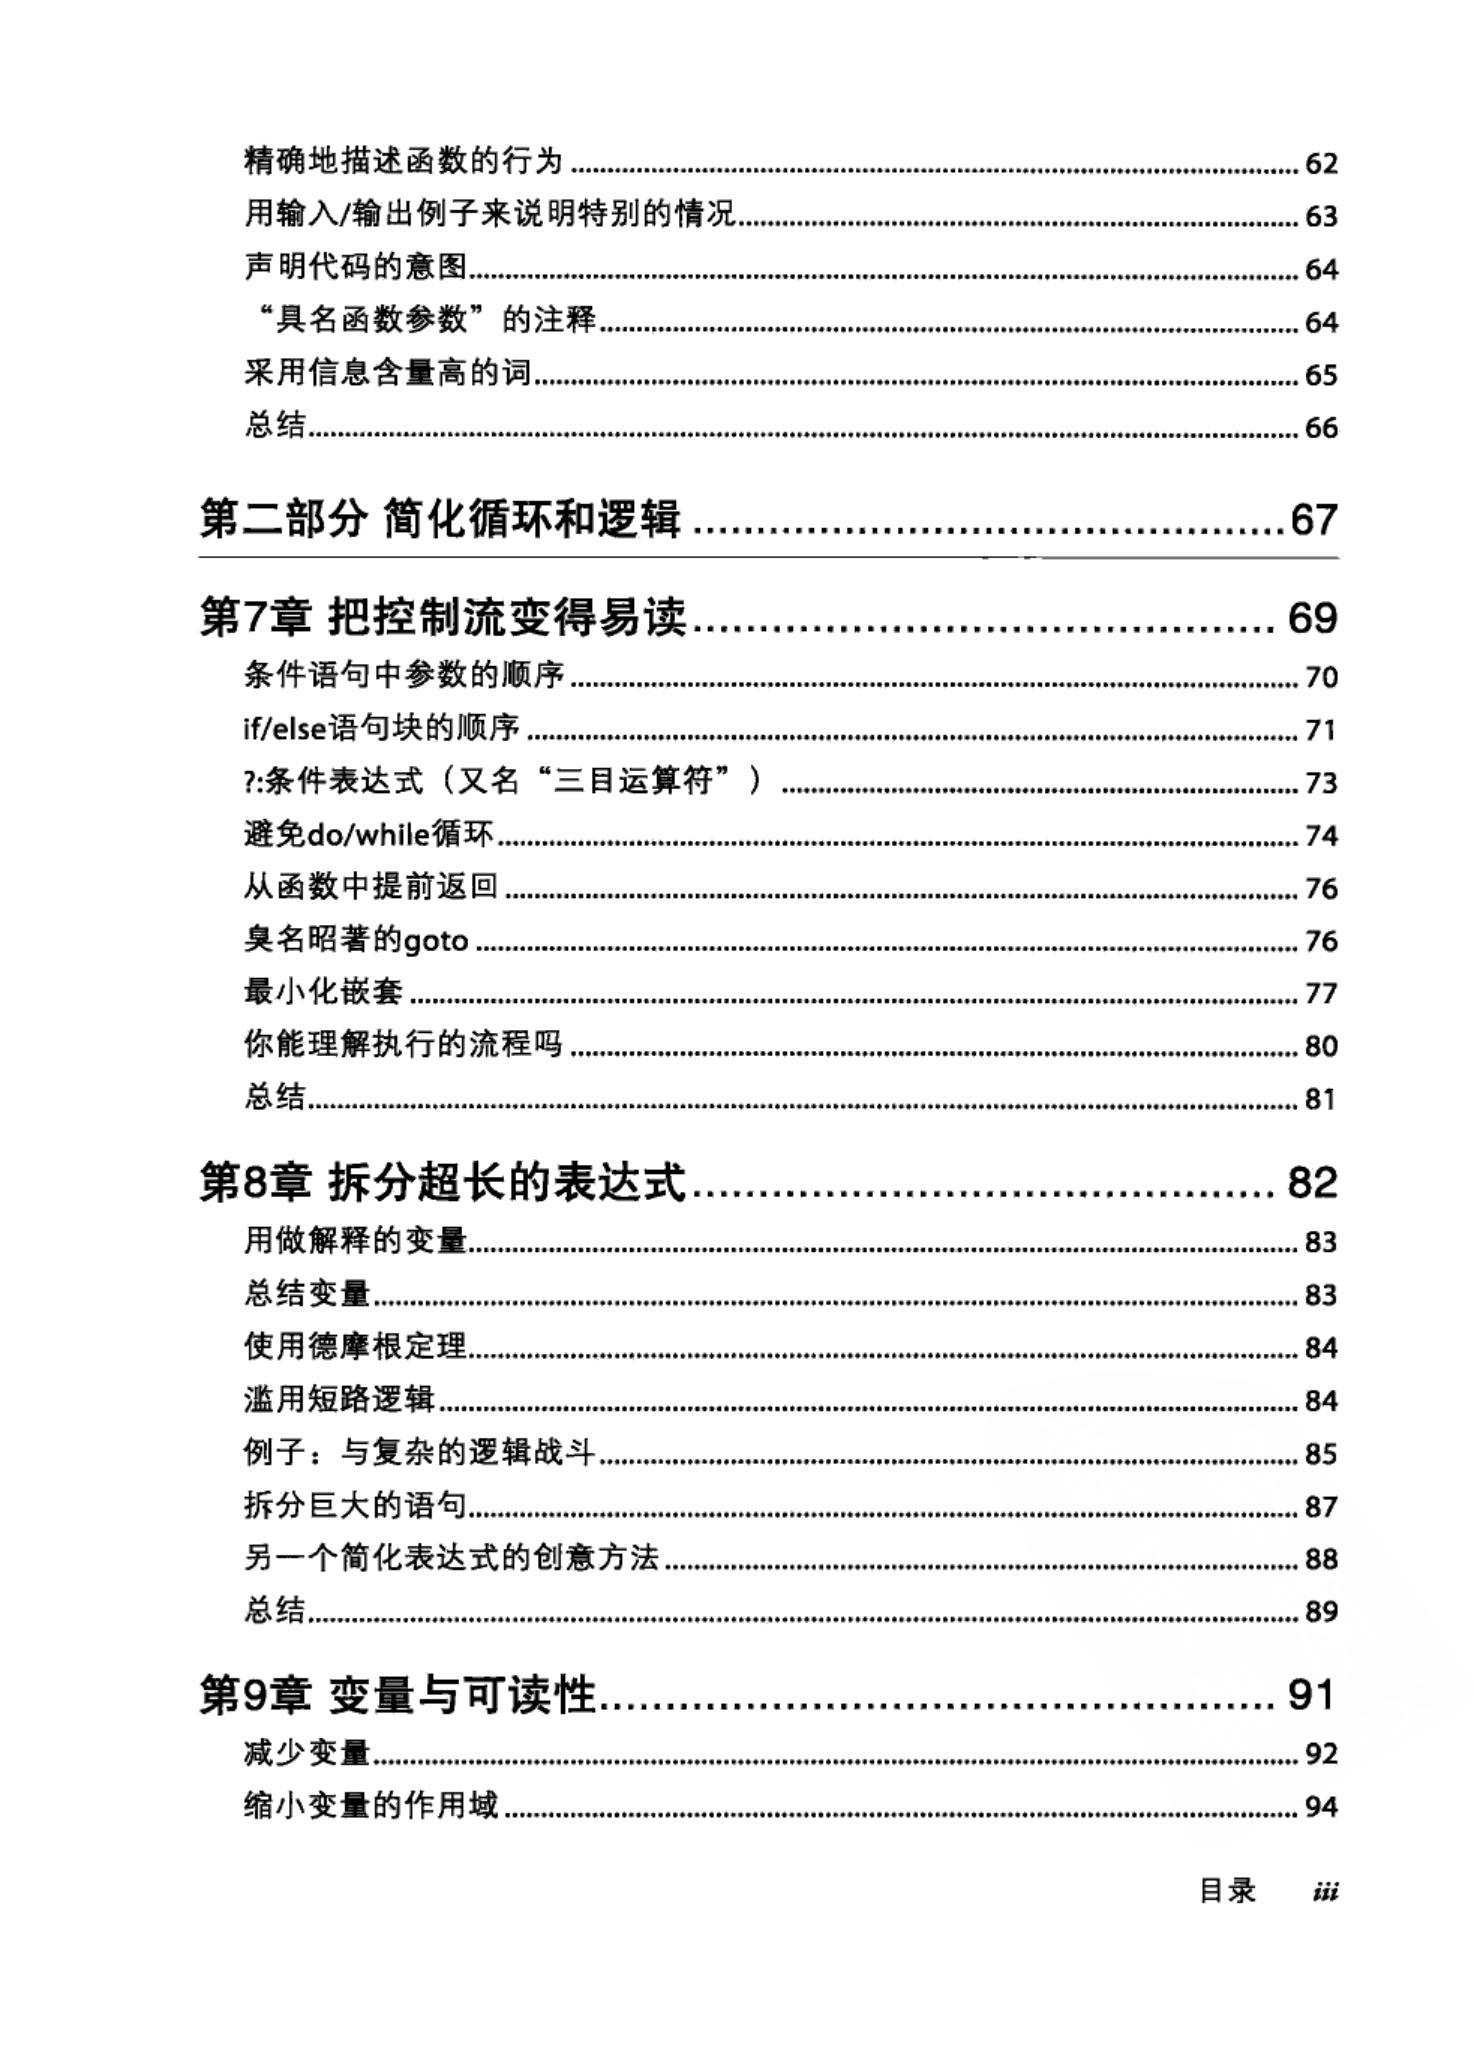 精确地描述函数的行为 ........ 62
用输入/输出例子来说明特别的情况 ........ 63
声明代码的意图 ........ 64
“具名函数参数”的注释 ........ 64
采用信息含量高的词 ........ 65
总结 ........ 66
第二部分 简化循环和逻辑 ........ 67
第7章 把控制流变得易读 ........ 69
条件语句中参数的顺序 ........ 70
if/else语句块的顺序 ........ 71
?:条件表达式（又名“三目运算符”） ........ 73
避免do/while循环 ........ 74
从函数中提前返回 ........ 76
臭名昭著的goto ........ 76
最小化嵌套 ........ 77
你能理解执行的流程吗 ........ 80
总结 ........ 81
第8章 拆分超长的表达式 ........ 82
用做解释的变量 ........ 83
总结变量 ........ 83
使用德摩根定理 ........ 84
滥用短路逻辑 ........ 84
例子：与复杂的逻辑战斗 ........ 85
拆分巨大的语句 ........ 87
另一个简化表达式的创意方法 ........ 88
总结 ........ 89
第9章 变量与可读性 ........ 91
减少变量 ........ 92
缩小变量的作用域 ........ 94
目录 iii